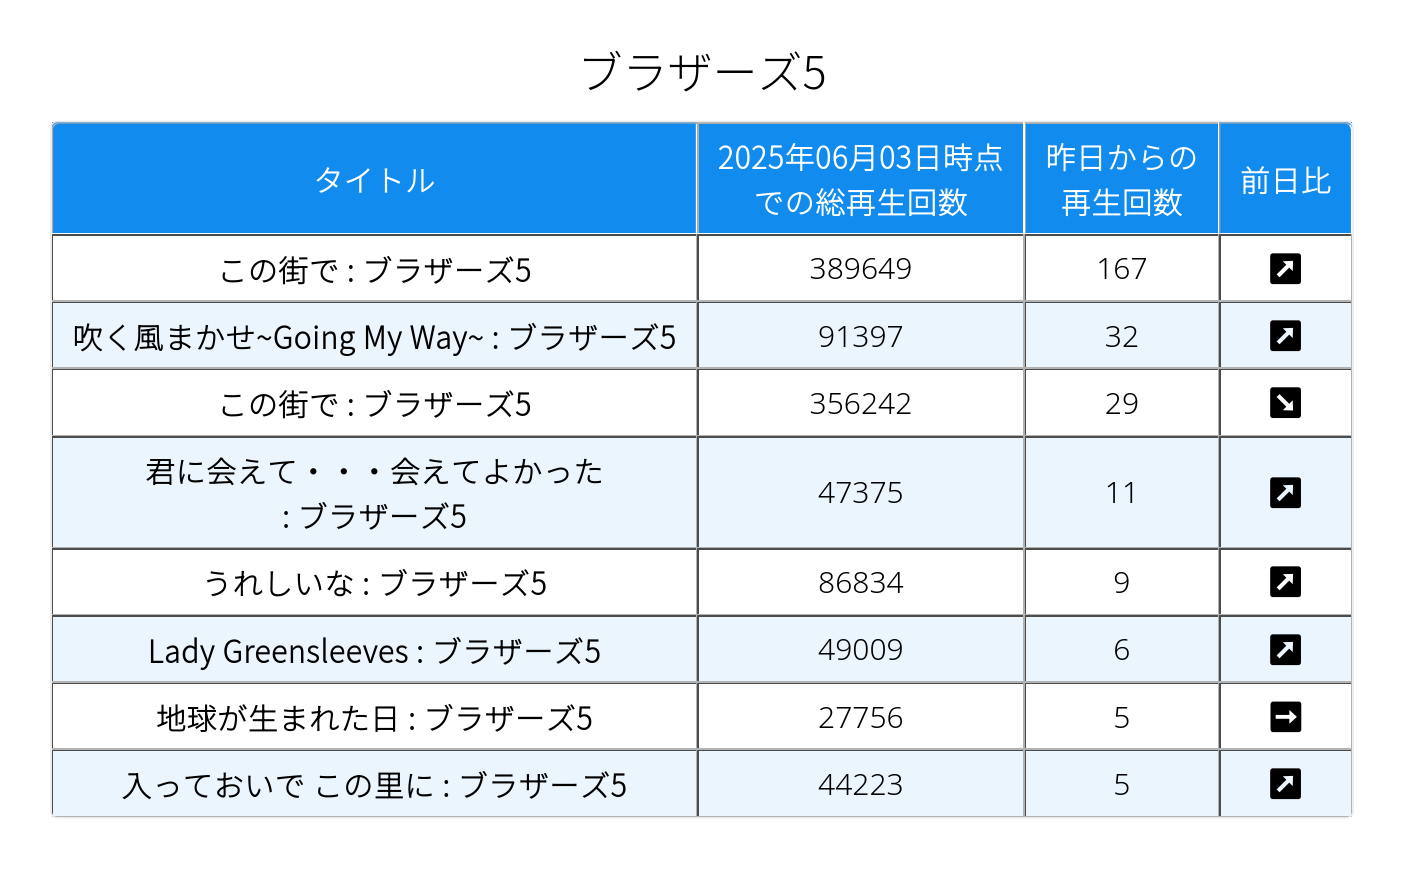 ブラザーズ5
タイトル
2025年06月03日時点
での総再生回数
昨日からの
再生回数
前日比
この街で : ブラザーズ5
389649
167
吹く風まかせ~Going My Way~ : ブラザーズ5
91397
32
この街で : ブラザーズ5
356242
29
君に会えて・・・会えてよかった
: ブラザーズ5
47375
11
うれしいな : ブラザーズ5
86834
9
Lady Greensleeves : ブラザーズ5
49009
6
地球が生まれた日 : ブラザーズ5
27756
5
入っておいで この里に : ブラザーズ5
44223
5